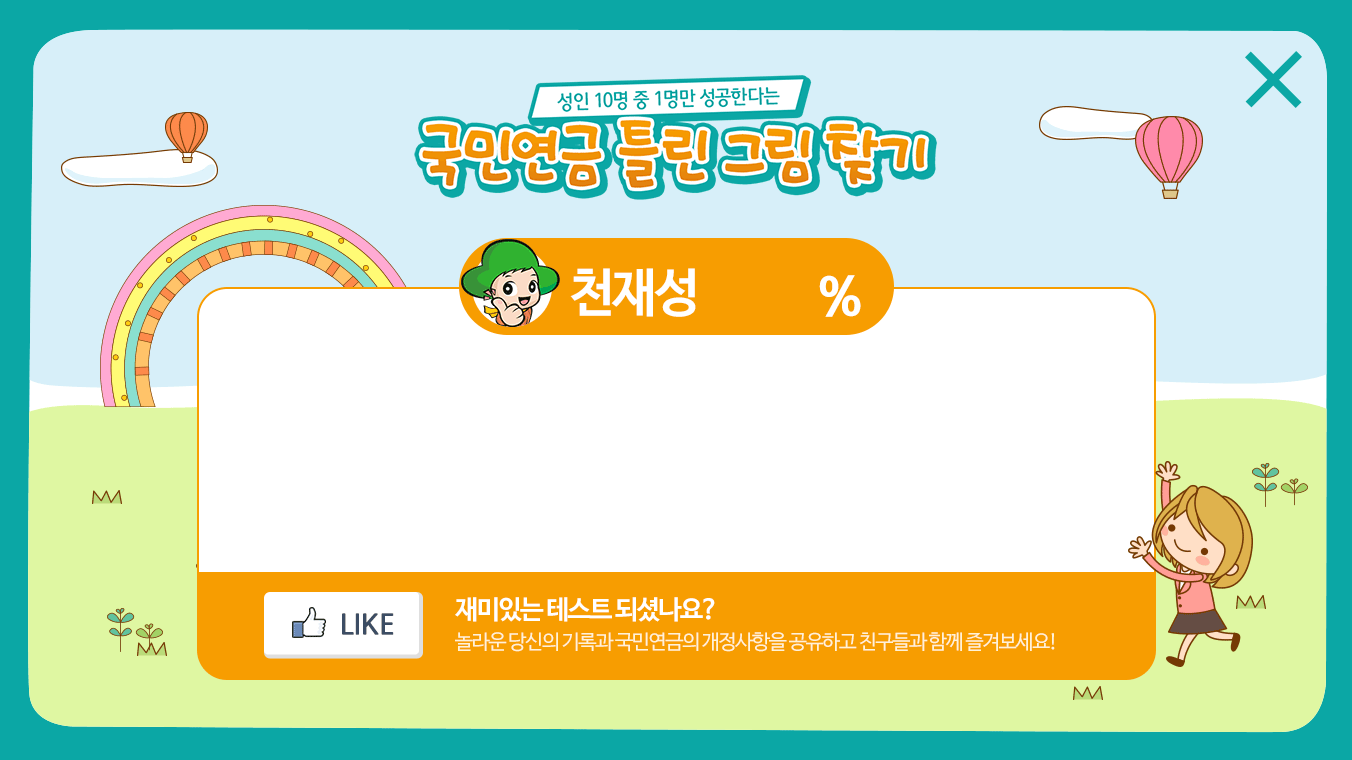 성인 10명 중 1명만 성공한다는
국민연금 틀린 그림 찾기
천재성 %
LIKE
재미있는 테스트 되셨나요?
놀라운 당신의 기록과 국민연금의 개정사항을 공유하고 친구들과 함께 즐겨보세요!